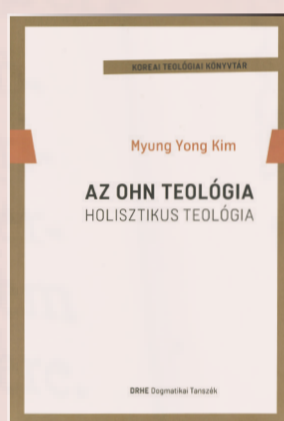 KOREAI TEOLÓGIAI KÖNYVTÁR
Myung Yong Kim
AZ OHN TEOLÓGIA
HOLISZTIKUS TEOLÓGIA
DRHE Dogmatikai Tanszék